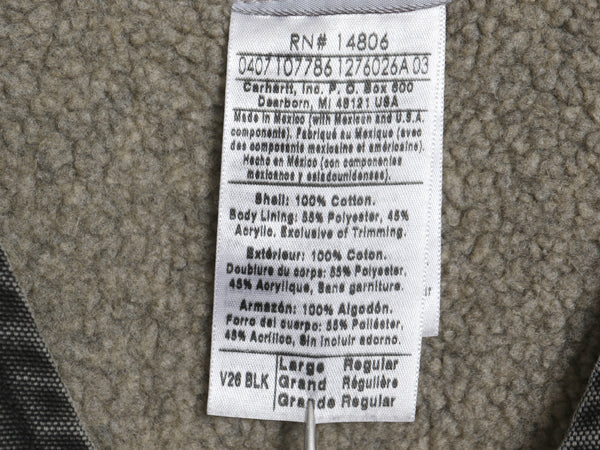 RN# 14806
0407 107786 1276026A 03
Carhartt, Inc. P. O. Box 600
Dearborn, MI 48121 USA
Made in Mexico (with Mexican and U.S.A.
components). Fabriqué au Mexique (avec
des composants mexicains et américains).
Hecho en México (con componentes
mexicanos y estadounidenses).
Shell: 100% Cotton.
Body Lining: 55% Polyester, 45%
Acrylic. Exclusive of Trimming.
Extérieur: 100% Coton.
Doublure du corps: 55% Polyester,
45% Acrylique, Sans garniture.
Armazón: 100% Algodón.
Forro del cuerpo: 55% Poliéster,
45% Acrílico, Sin incluir adorno.
V26 BLK
Large Regular
Grand Régulière
Grande Regular